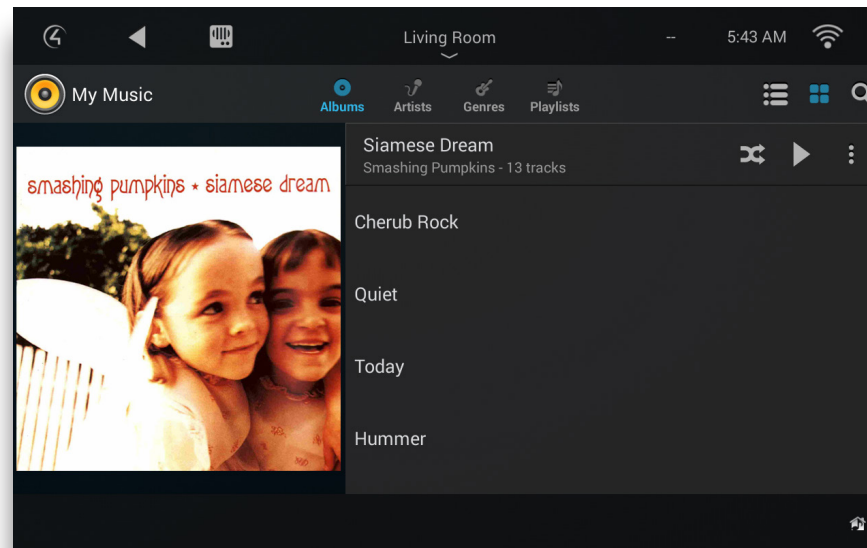 Living Room
--
5:43 AM
My Music
Albums
Artists
Genres
Playlists
smashing pumpkins ★ siamese dream
Siamese Dream
Smashing Pumpkins - 13 tracks
Cherub Rock
Quiet
Today
Hummer